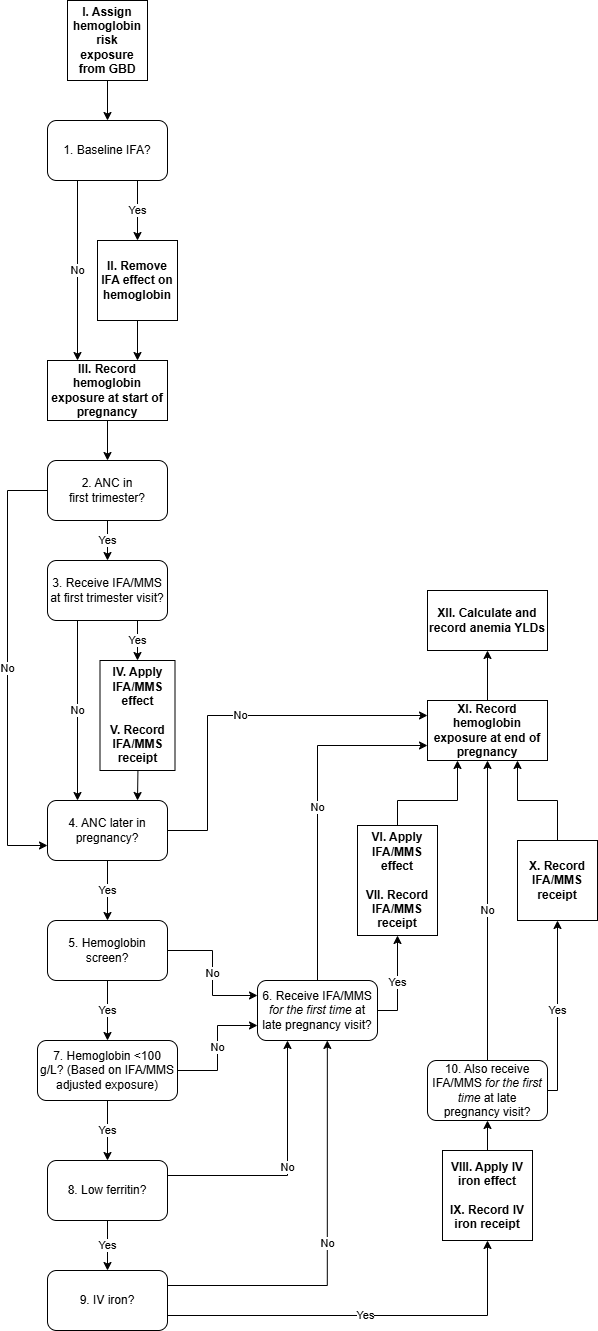 I. Assign
hemoglobin
risk
exposure
from GBD
1. Baseline IFA?
Yes
No
II. Remove
IFA effect on
hemoglobin
III. Record
hemoglobin
exposure at start of
pregnancy
2. ANC in
first trimester?
Yes
No
3. Receive IFA/MMS
at first trimester visit?
Yes
No
IV. Apply
IFA/MMS
effect
V. Record
IFA/MMS
receipt
4. ANC later in
pregnancy?
No
Yes
5. Hemoglobin
screen?
No
Yes
6. Receive IFA/MMS
for the first time at
late pregnancy visit?
No
Yes
VI. Apply
IFA/MMS
effect
VII. Record
IFA/MMS
receipt
7. Hemoglobin <100
g/L? (Based on IFA/MMS
adjusted exposure)
No
Yes
8. Low ferritin?
No
Yes
9. IV iron?
No
Yes
VIII. Apply IV
iron effect
IX. Record IV
iron receipt
10. Also receive
IFA/MMS for the first
time at late
pregnancy visit?
No
Yes
X. Record
IFA/MMS
receipt
XI. Record
hemoglobin
exposure at end of
pregnancy
XII. Calculate and
record anemia YLDs